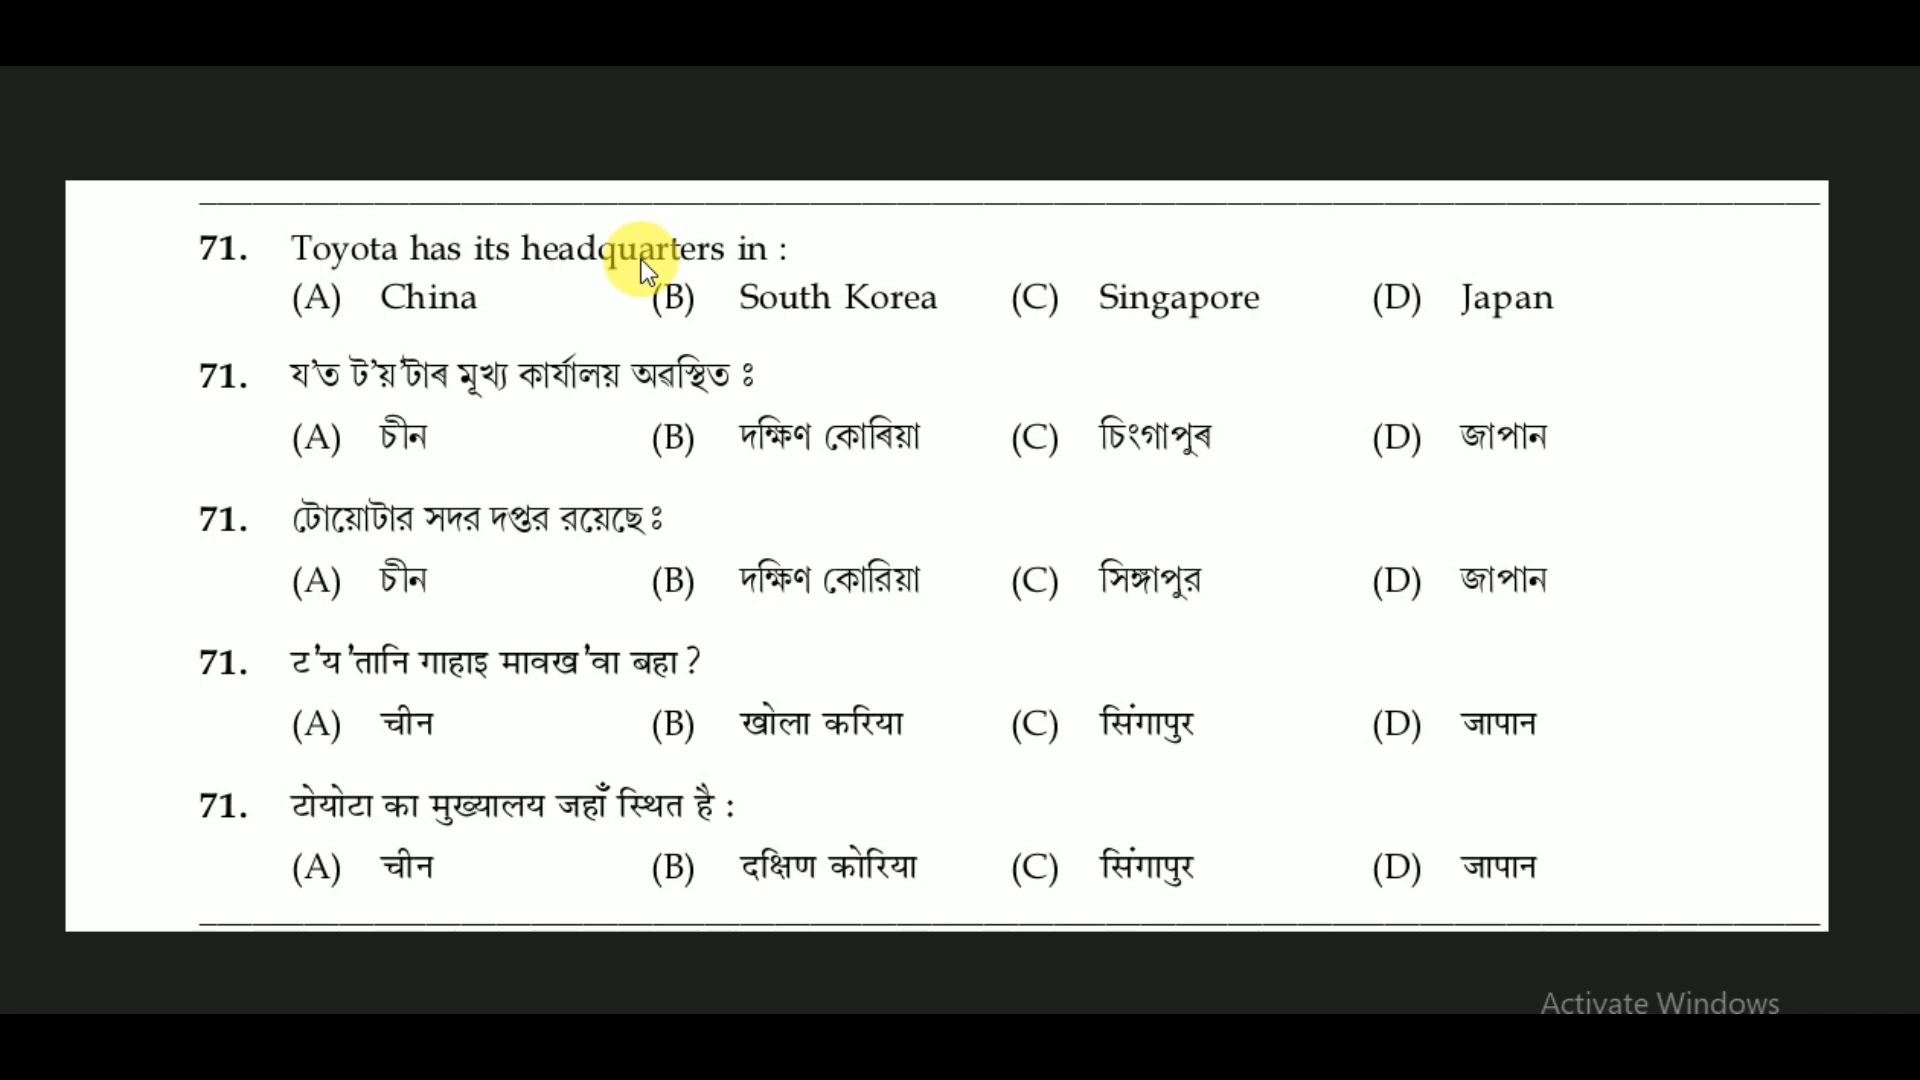 71. Toyota has its headquarters in :
(A) China (B) South Korea (C) Singapore (D) Japan
71. য'ত ট'য়'টাৰ মূখ্য কাৰ্যালয় অৱস্থিত ঃ
(A) চীন (B) দক্ষিণ কোৰিয়া (C) চিংগাপুৰ (D) জাপান
71. টোয়োটার সদর দপ্তর রয়েছে ঃ
(A) চীন (B) দক্ষিণ কোরিয়া (C) সিঙ্গাপুর (D) জাপান
71. ट'य'तानि गाहाइ मावख'वा बहा ?
(A) चीन (B) खोला करिया (C) सिंगापुर (D) जापान
71. टोयोटा का मुख्यालय जहाँ स्थित है :
(A) चीन (B) दक्षिण कोरिया (C) सिंगापुर (D) जापान
Activate Windows